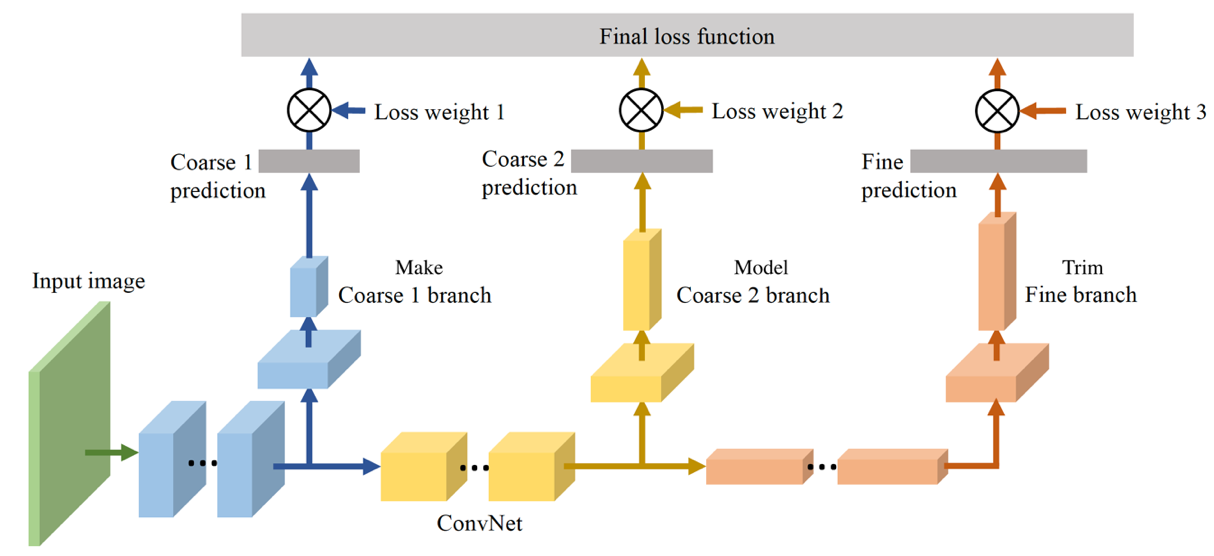 Final loss function
Loss weight 1
Loss weight 2
Loss weight 3
Coarse 1
prediction
Coarse 2
prediction
Fine
prediction
Input image
Make
Coarse 1 branch
Model
Coarse 2 branch
Trim
Fine branch
ConvNet